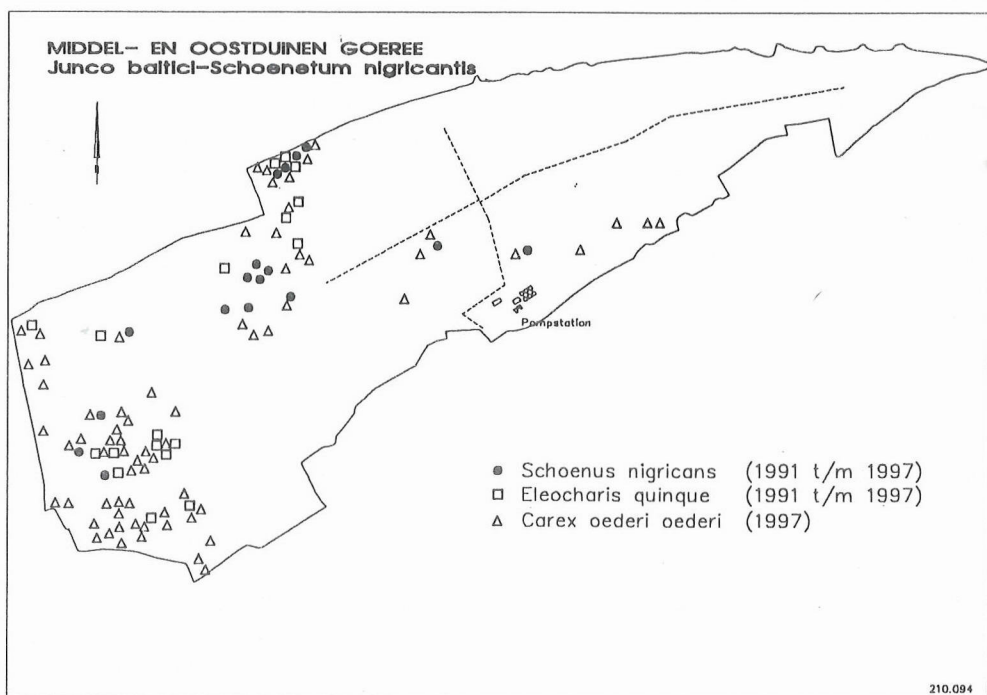 MIDDEL- EN OOSTDUINEN GOEREE
Junco baltici-Schoenetum nigricantis
Pompstation
Schoenus nigricans (1991 t/m 1997)
Eleocharis quinque (1991 t/m 1997)
Carex oederi oederi (1997)
210.094